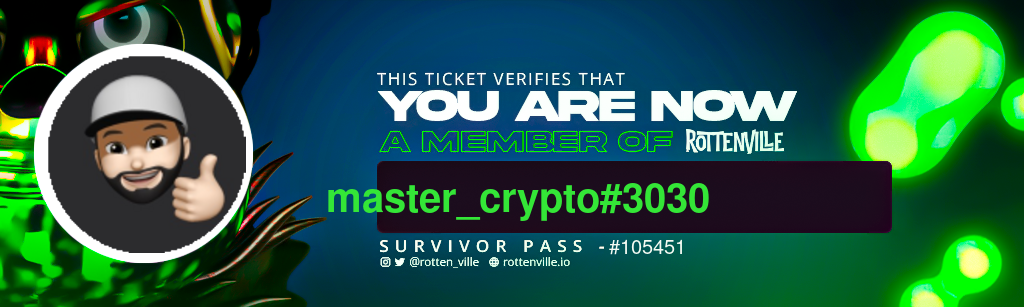 THIS TICKET VERIFIES THAT
YOU ARE NOW
A MEMBER OF ROTTENVILLE
master_crypto#3030
SURVIVOR PASS - #105451
@rotten_ville rottenville.io